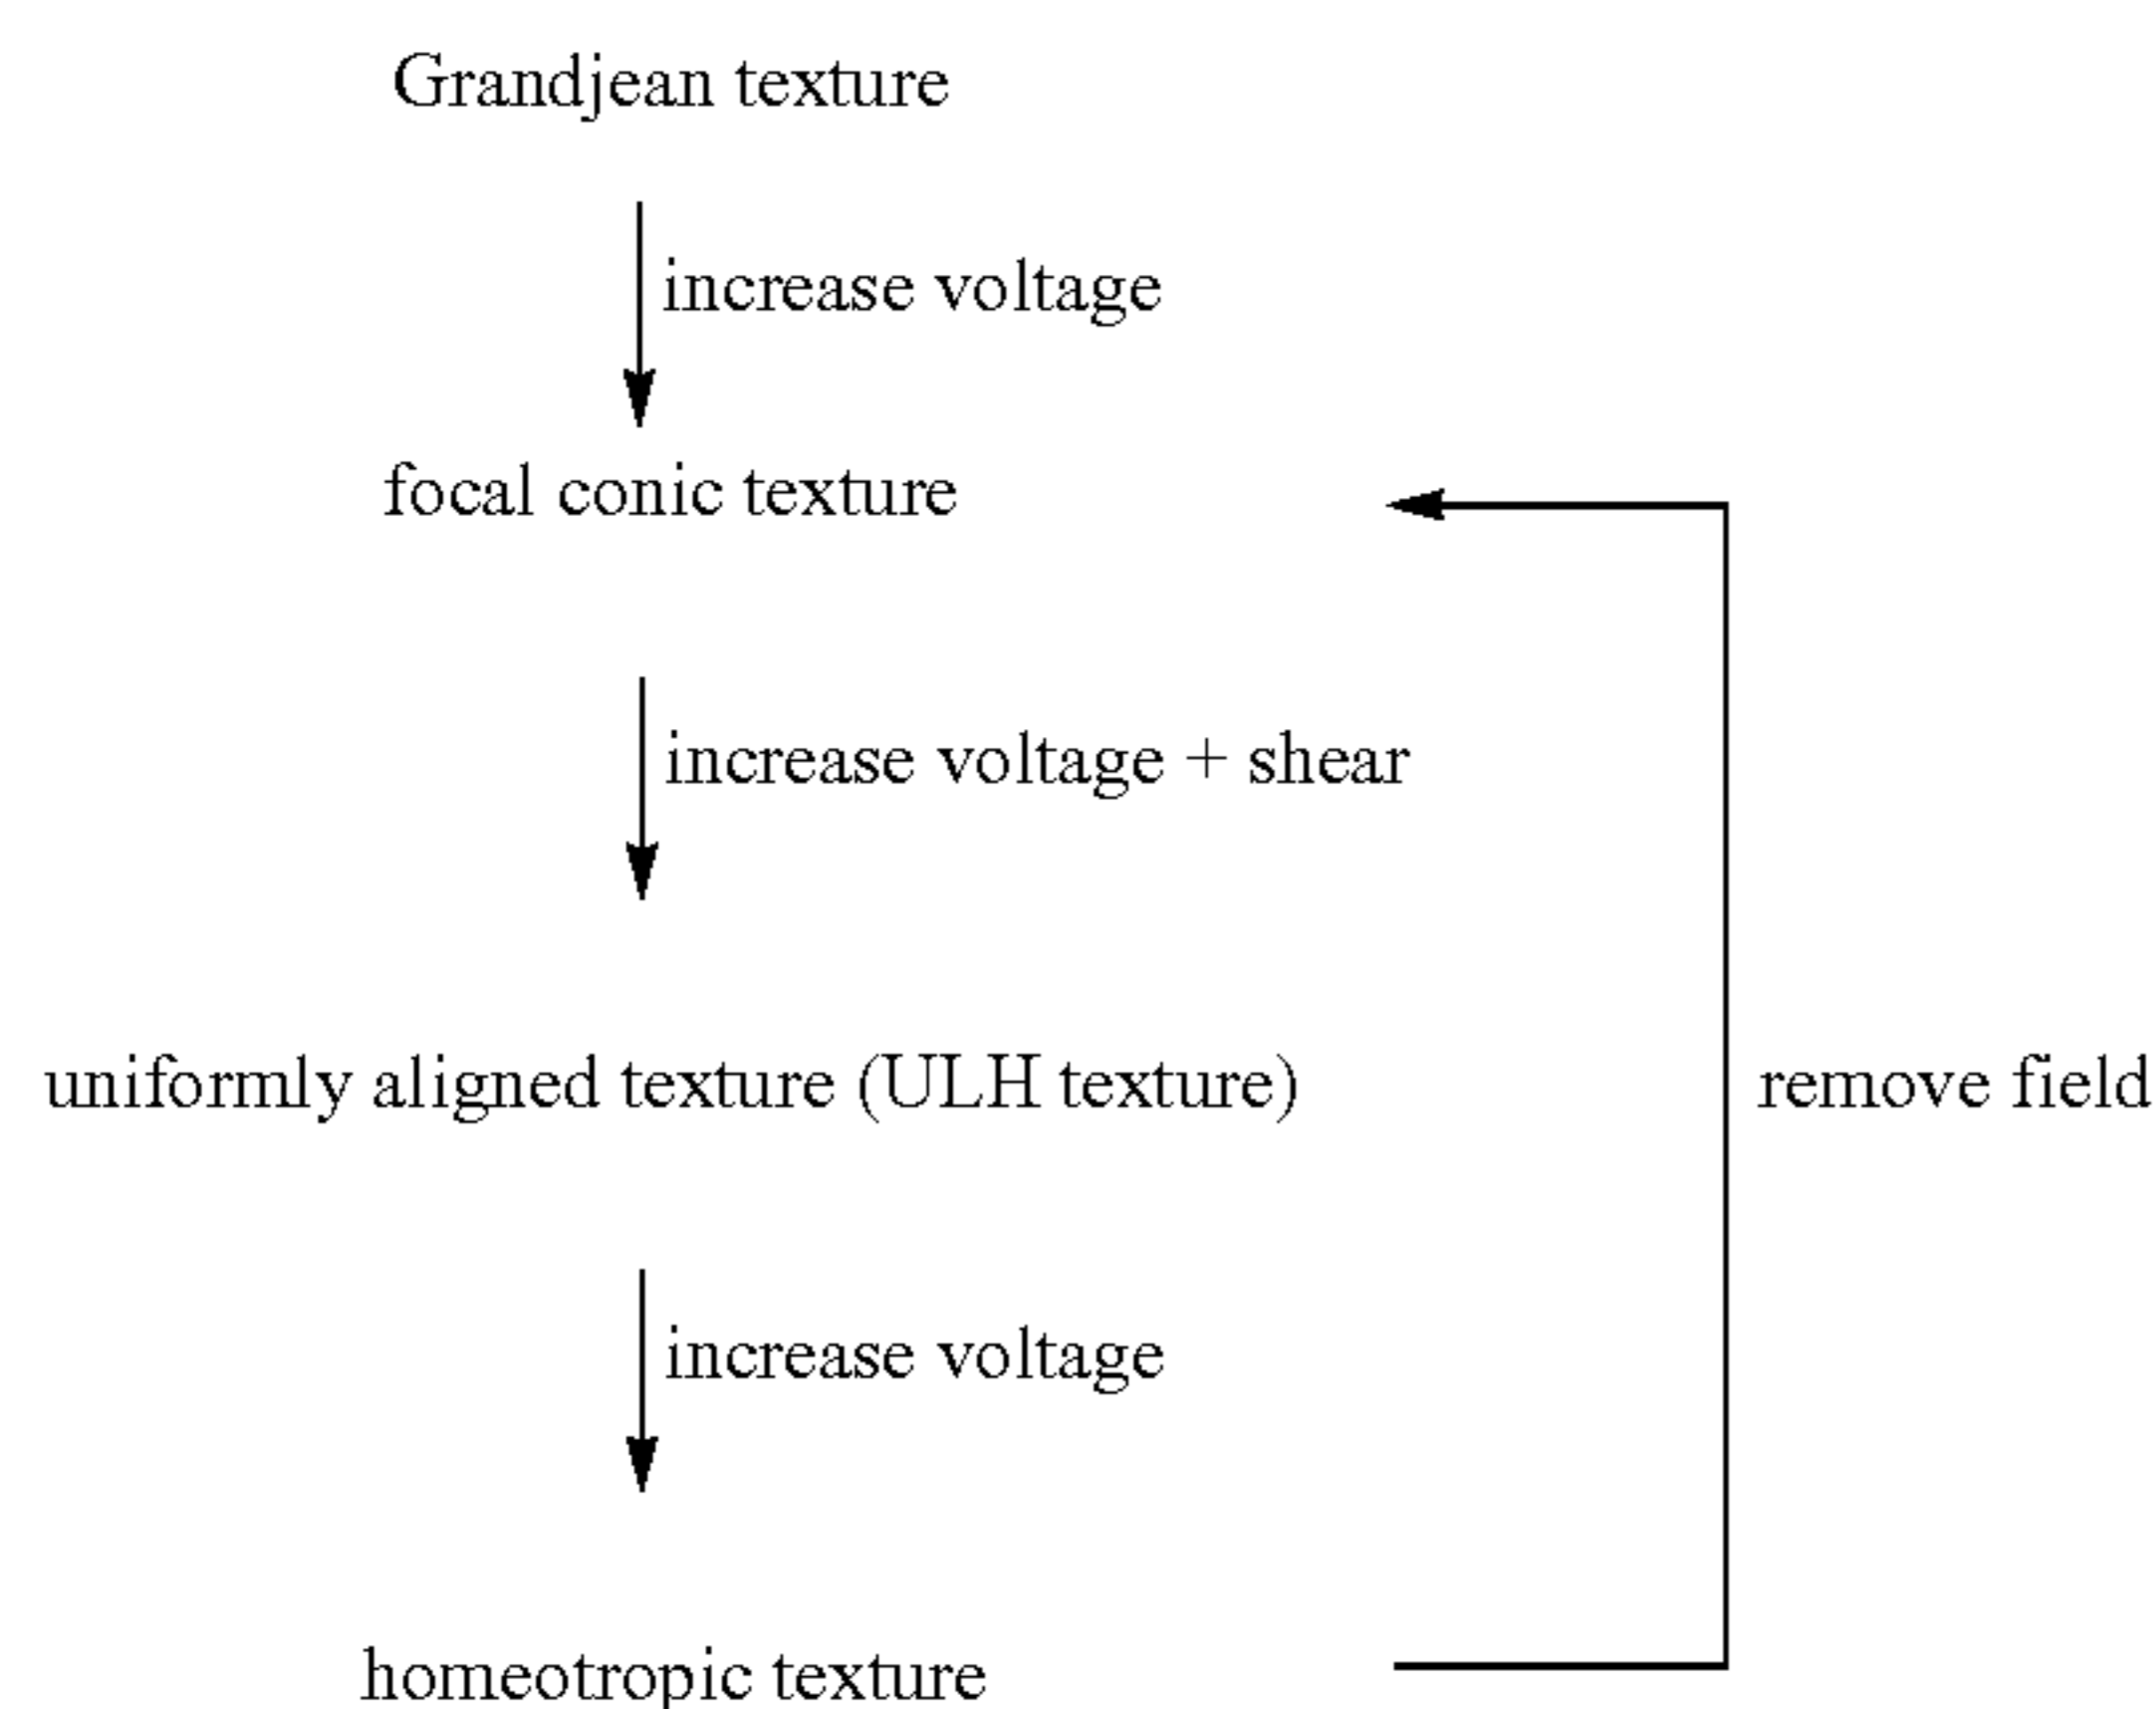 Grandjean texture
increase voltage
focal conic texture
increase voltage + shear
uniformly aligned texture (ULH texture)
remove field
increase voltage
homeotropic texture